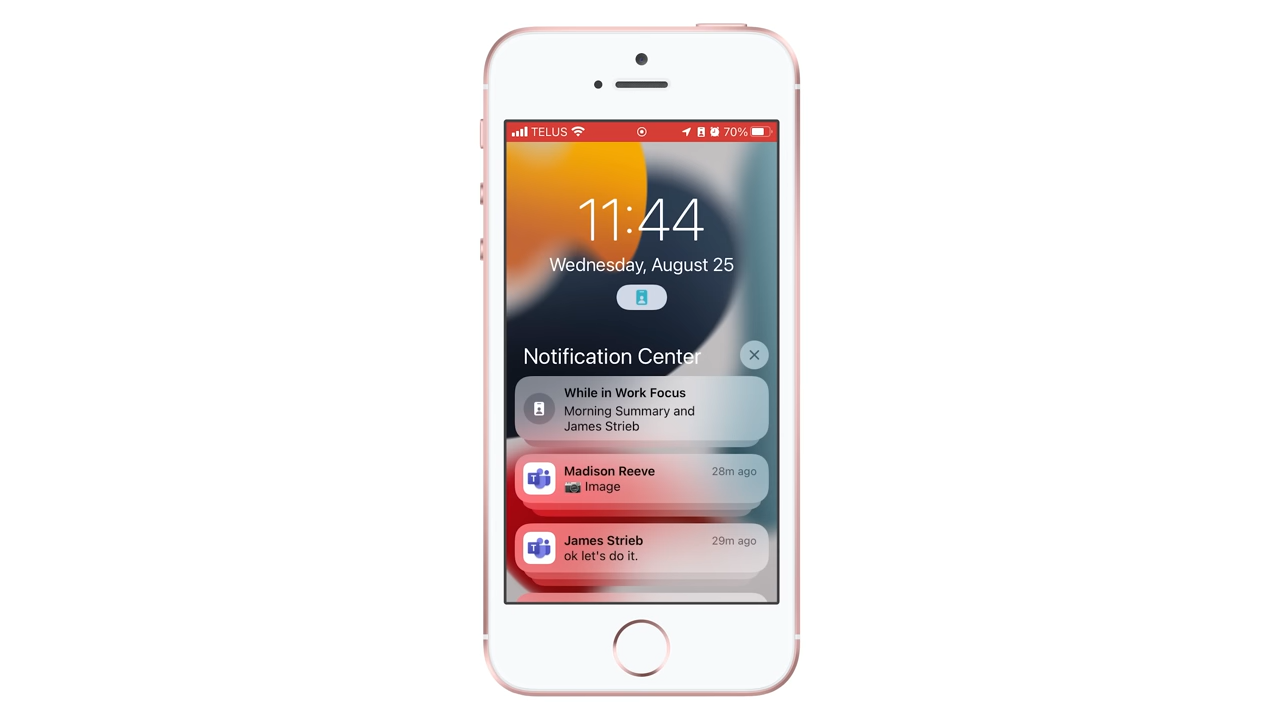 TELUS 70%
11:44
Wednesday, August 25
Notification Center
While in Work Focus
Morning Summary and
James Strieb
Madison Reeve 28m ago
📷 Image
James Strieb 29m ago
ok let's do it.